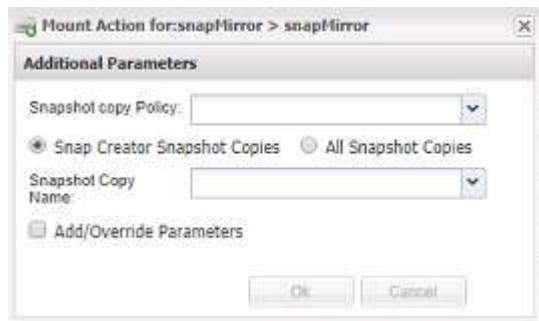 Mount Action for:snapMirror > snapMirror
Additional Parameters
Snapshot copy Policy:
Snap Creator Snapshot Copies All Snapshot Copies
Snapshot Copy
Name:
Add/Override Parameters
Ok Cancel